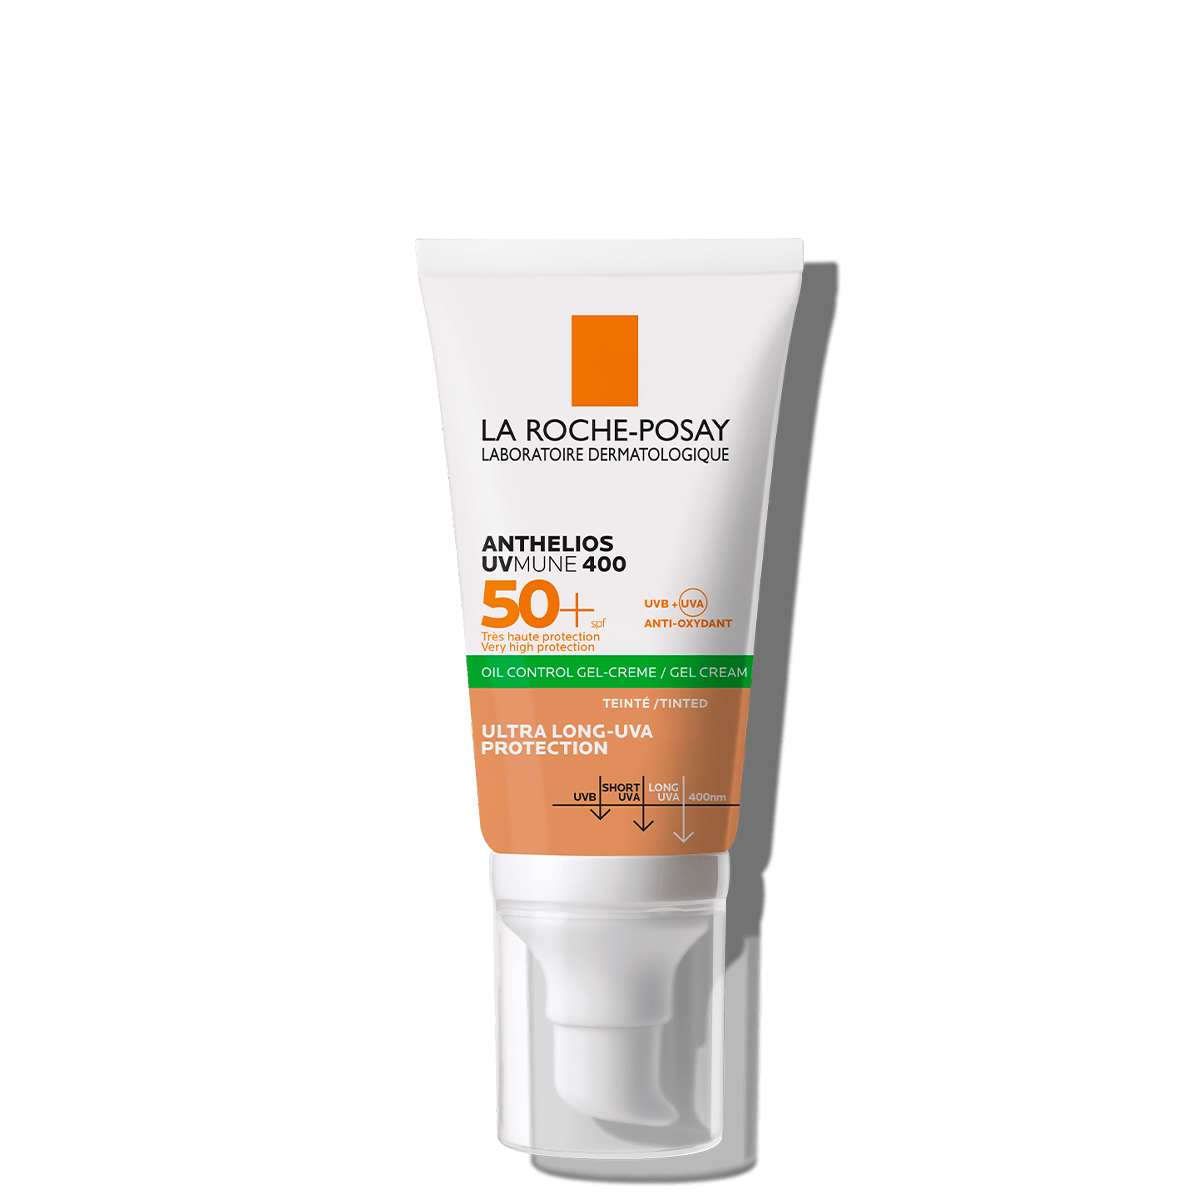 LA ROCHE-POSAY
LABORATOIRE DERMATOLOGIQUE
ANTHELIOS
UVMUNE 400
50+ spf
Très haute protection
Very high protection
UVB + UVA
ANTI-OXYDANT
OIL CONTROL GEL-CREME / GEL CREAM
TEINTÉ /TINTED
ULTRA LONG-UVA
PROTECTION
UVB SHORT UVA LONG UVA 400nm